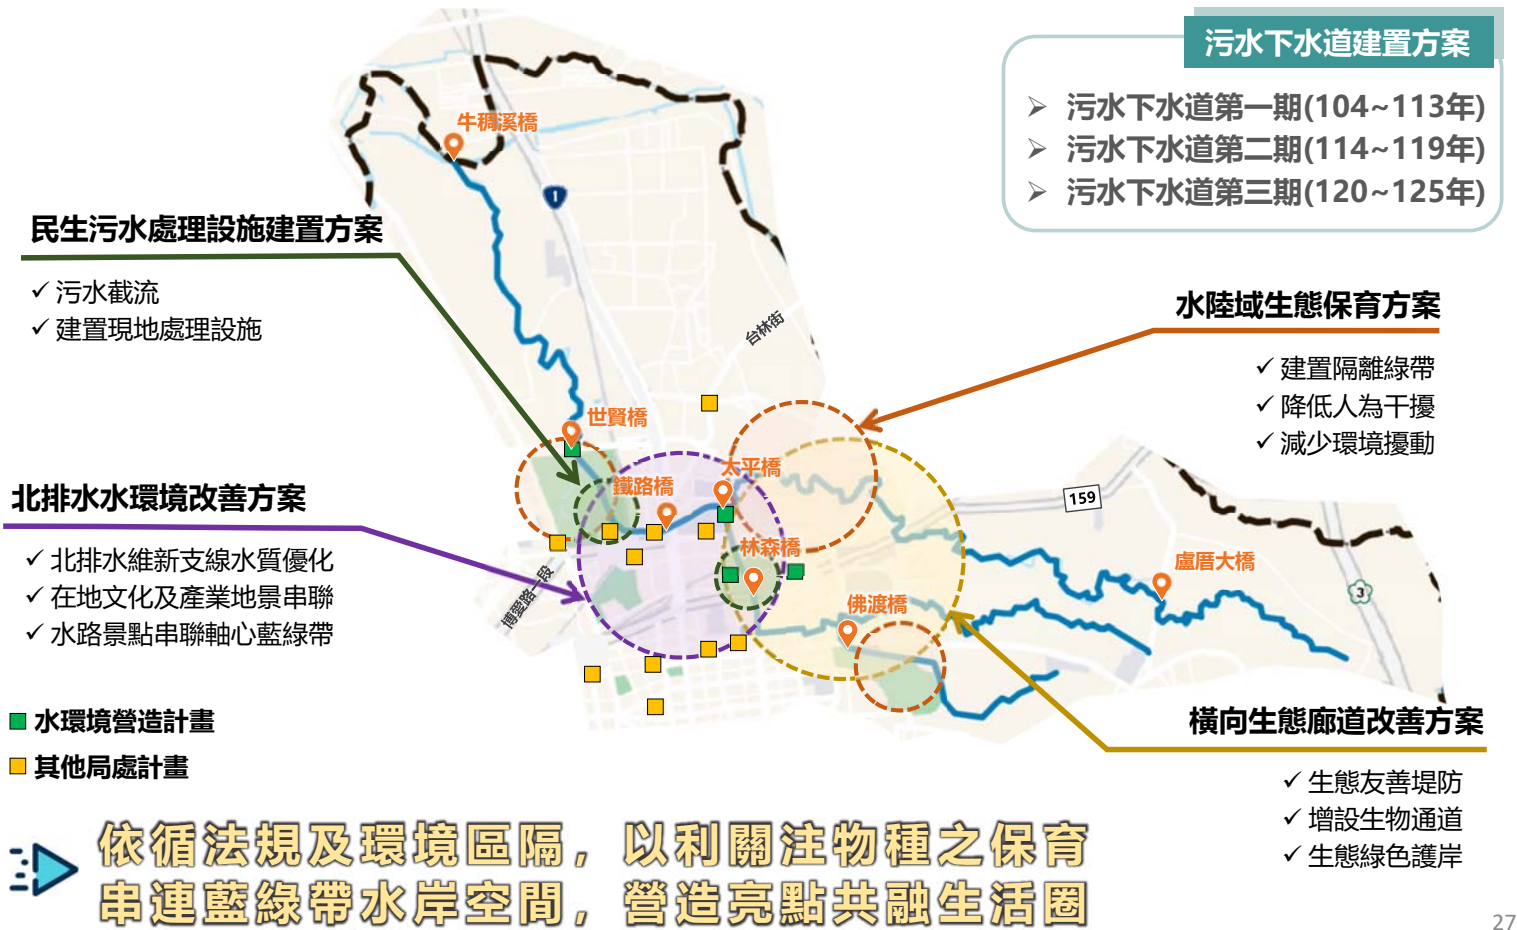 污水下水道建置方案
污水下水道第一期(104~113年)
污水下水道第二期(114~119年)
污水下水道第三期(120~125年)
牛稠溪橋
1
民生污水處理設施建置方案
污水截流
建置現地處理設施
台林街
水陸域生態保育方案
建置隔離綠帶
降低人為干擾
減少環境擾動
世賢橋
太平橋
鐵路橋
159
北排水水環境改善方案
北排水維新支線水質優化
在地文化及產業地景串聯
水路景點串聯軸心藍綠帶
林森橋
盧厝大橋
3
博愛路一段
佛渡橋
水環境營造計畫
其他局處計畫
橫向生態廊道改善方案
生態友善堤防
增設生物通道
生態綠色護岸
依循法規及環境區隔，以利關注物種之保育
串連藍綠帶水岸空間，營造亮點共融生活圈
27